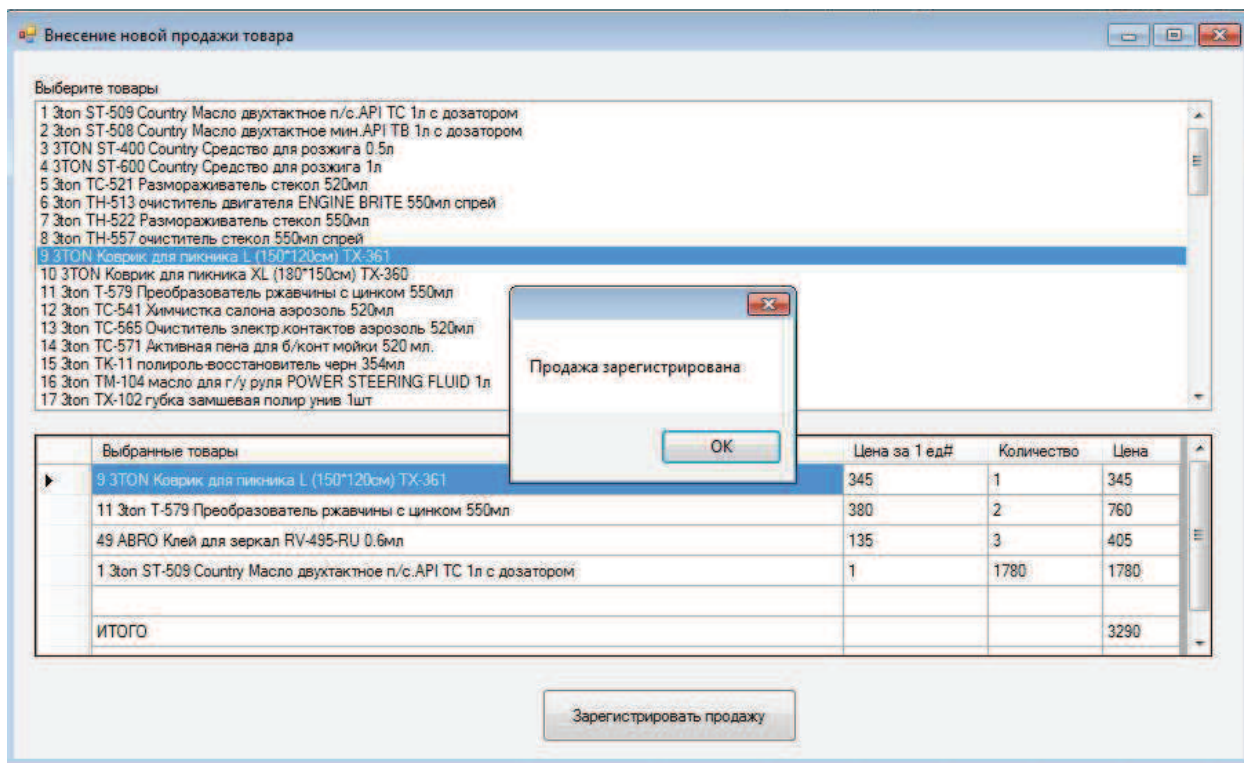 Внесение новой продажи товара
Выберите товары
1 3ton ST-509 Country Масло двухтактное п/с.API TC 1л с дозатором
2 3ton ST-508 Country Масло двухтактное мин.API TB 1л с дозатором
3 3TON ST-400 Country Средство для розжига 0.5л
4 3TON ST-600 Country Средство для розжига 1л
5 3ton TC-521 Размораживатель стекол 520мл
6 3ton TH-513 очиститель двигателя ENGINE BRITE 550мл спрей
7 3ton TH-522 Размораживатель стекол 550мл
8 3ton TH-557 очиститель стекол 550мл спрей
9 3TON Коврик для пикника L (150*120см) TX-361
10 3TON Коврик для пикника XL (180*150см) TX-360
11 3ton T-579 Преобразователь ржавчины с цинком 550мл
12 3ton TC-541 Химчистка салона аэрозоль 520мл
13 3ton TC-565 Очиститель электр.контактов аэрозоль 520мл
14 3ton TC-571 Активная пена для б/конт мойки 520 мл.
15 3ton TK-11 полироль-восстановитель черн 354мл
16 3ton TM-104 масло для г/у руля POWER STEERING FLUID 1л
17 3ton TX-102 губка замшевая полир унив 1шт
Продажа зарегистрирована
OK
Выбранные товары Цена за 1 ед# Количество Цена
9 3TON Коврик для пикника L (150*120см) TX-361 345 1 345
11 3ton T-579 Преобразователь ржавчины с цинком 550мл 380 2 760
49 ABRO Клей для зеркал RV-495-RU 0.6мл 135 3 405
1 3ton ST-509 Country Масло двухтактное п/с.API TC 1л с дозатором 1 1780 1780
ИТОГО 3290
Зарегистрировать продажу